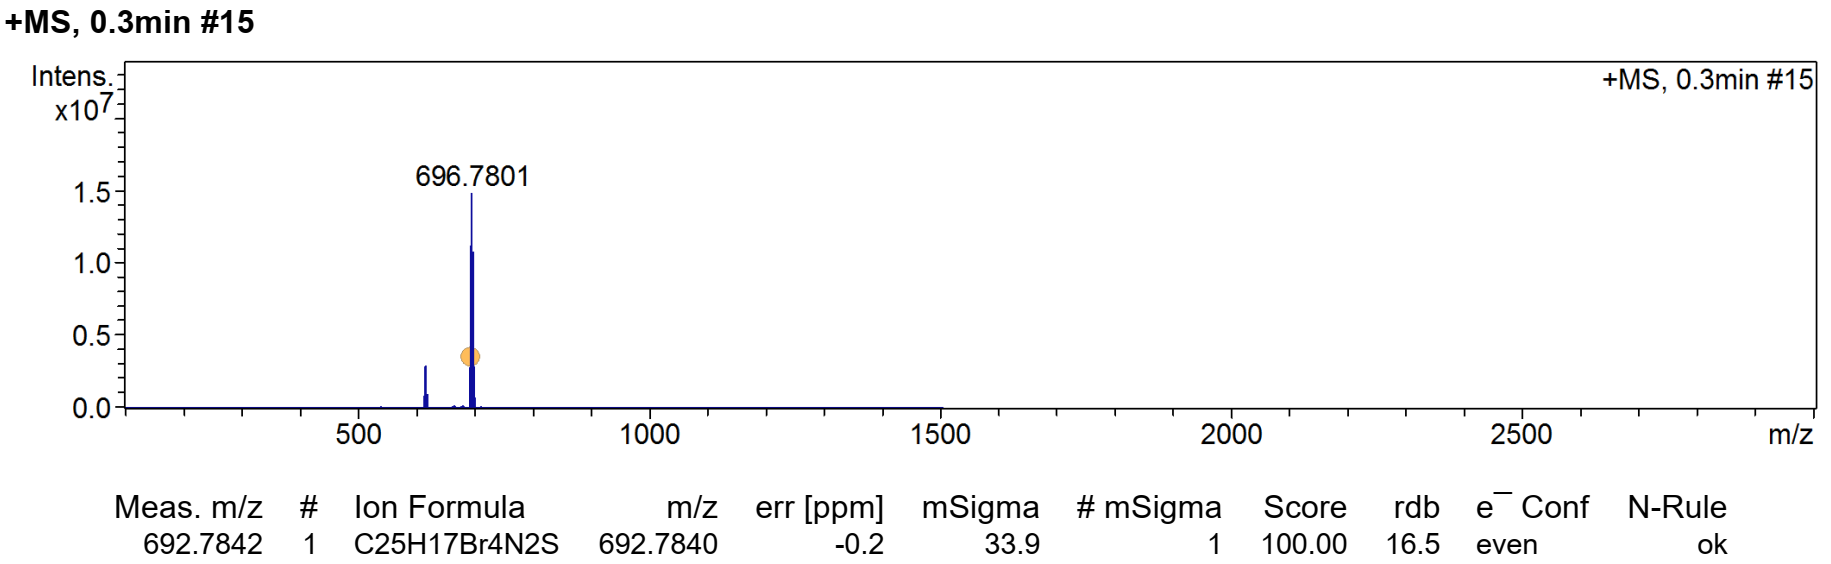 +MS, 0.3min #15
Intens.
x10⁷
+MS, 0.3min #15
696.7801
1.5
1.0
0.5
0.0
500 1000 1500 2000 2500 m/z
Meas. m/z # Ion Formula m/z err [ppm] mSigma # mSigma Score rdb e¯ Conf N-Rule
692.7842 1 C25H17Br4N2S 692.7840 -0.2 33.9 1 100.00 16.5 even ok